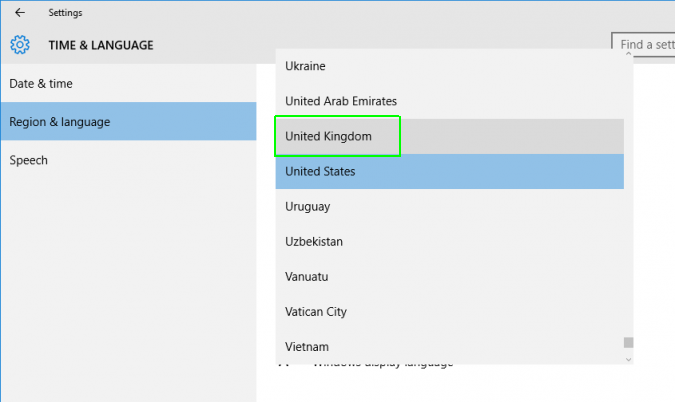 Settings
TIME & LANGUAGE
Find a sett
Date & time
Region & language
Speech
Ukraine
United Arab Emirates
United Kingdom
United States
Uruguay
Uzbekistan
Vanuatu
Vatican City
Vietnam
Windows display language